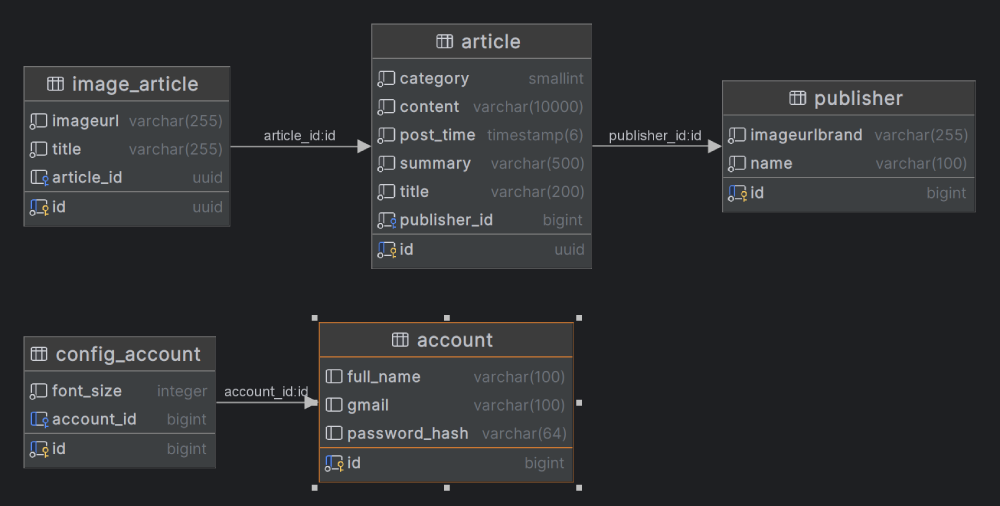 image_article
imageurl varchar(255)
title varchar(255)
article_id uuid
id uuid
article_id:id
article
category smallint
content varchar(10000)
post_time timestamp(6)
summary varchar(500)
title varchar(200)
publisher_id bigint
id uuid
publisher_id:id
publisher
imageurlbrand varchar(255)
name varchar(100)
id bigint
config_account
font_size integer
account_id bigint
id bigint
account_id:id
account
full_name varchar(100)
gmail varchar(100)
password_hash varchar(64)
id bigint